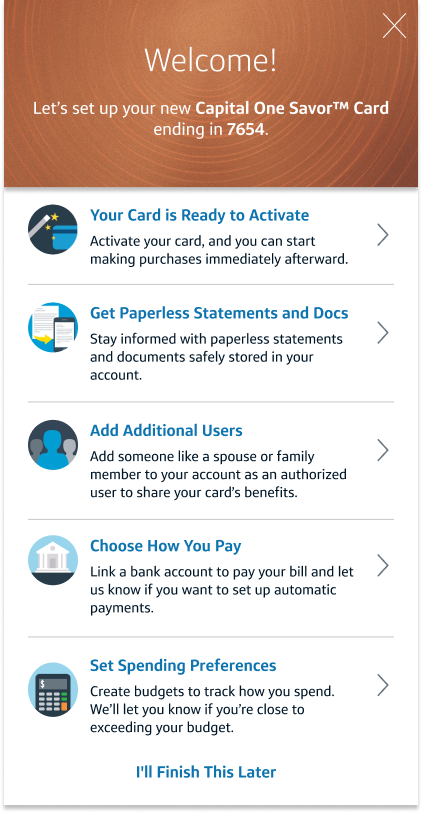 Welcome!
Let’s set up your new Capital One Savor™ Card
ending in 7654.
Your Card is Ready to Activate
Activate your card, and you can start
making purchases immediately afterward.
Get Paperless Statements and Docs
Stay informed with paperless statements
and documents safely stored in your
account.
Add Additional Users
Add someone like a spouse or family
member to your account as an authorized
user to share your card’s benefits.
Choose How You Pay
Link a bank account to pay your bill and let
us know if you want to set up automatic
payments.
$
Set Spending Preferences
Create budgets to track how you spend.
We’ll let you know if you’re close to
exceeding your budget.
I'll Finish This Later